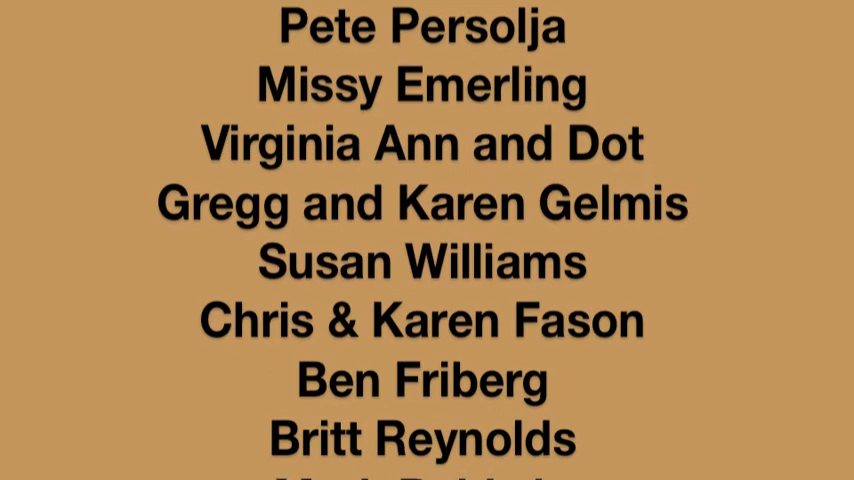 Pete Persolja
Missy Emerling
Virginia Ann and Dot
Gregg and Karen Gelmis
Susan Williams
Chris & Karen Fason
Ben Friberg
Britt Reynolds